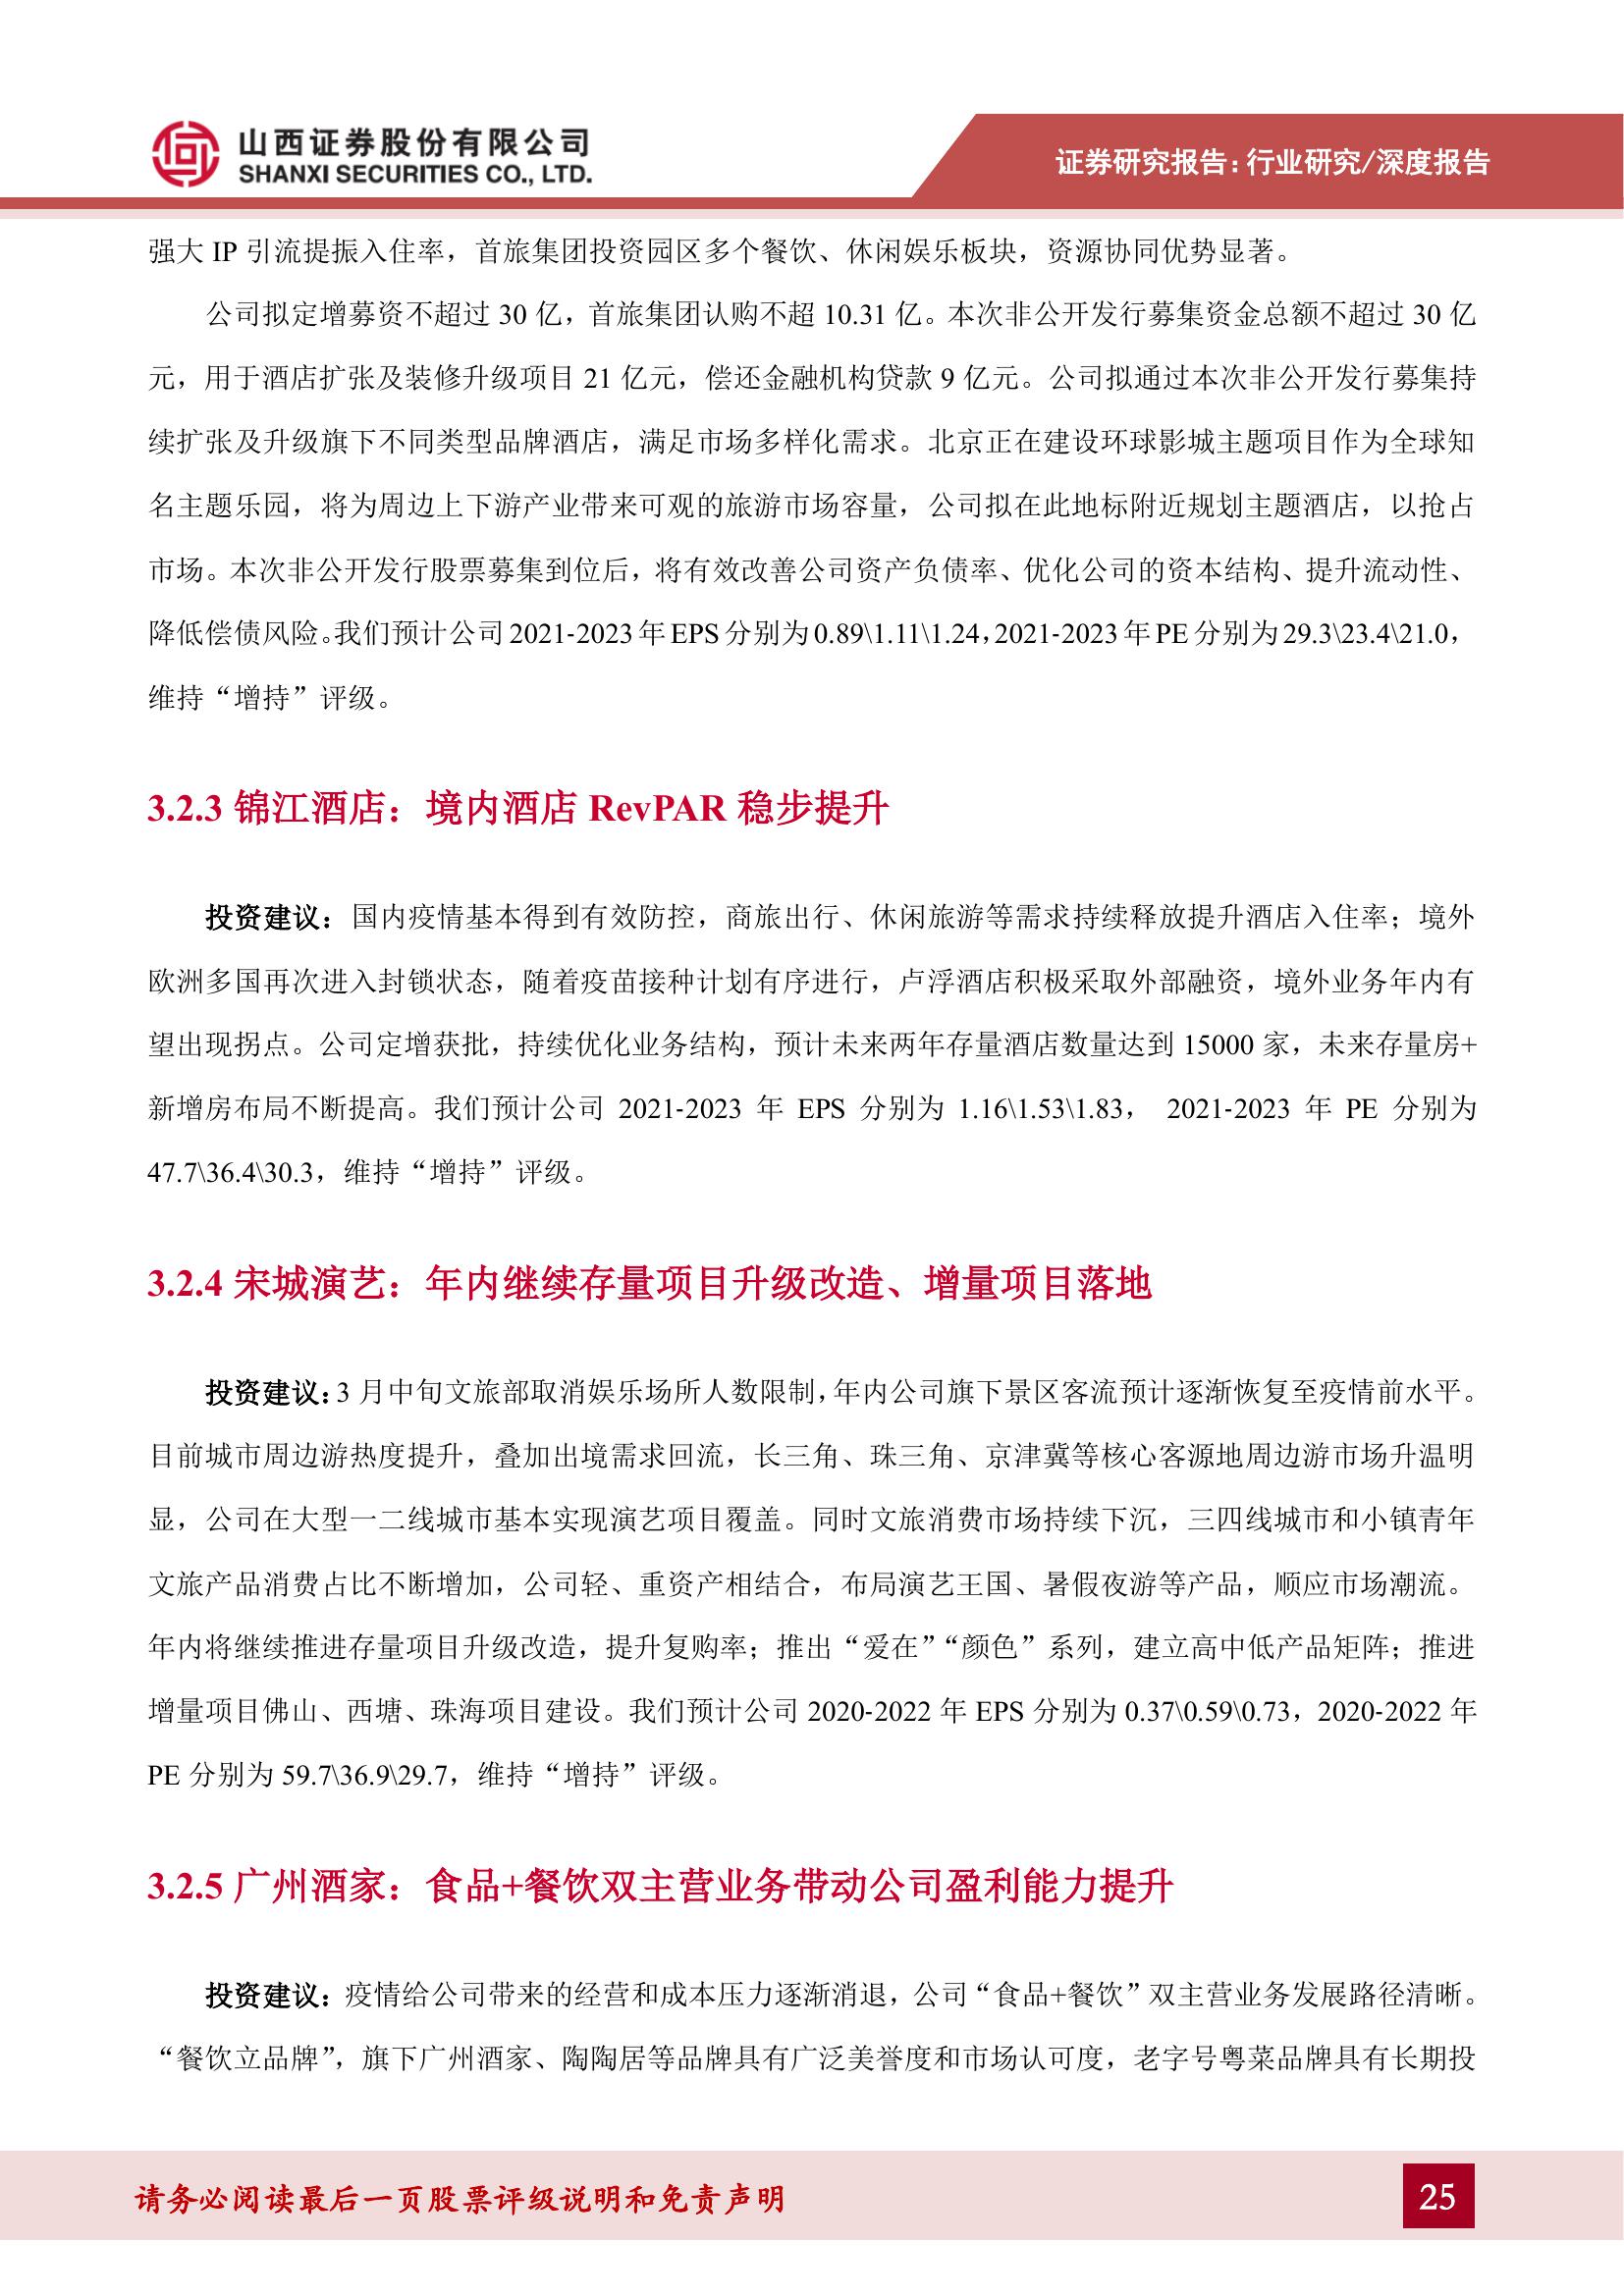 山西证券股份有限公司
SHANXI SECURITIES CO., LTD.
证券研究报告：行业研究/深度报告
强大 IP 引流提振入住率，首旅集团投资园区多个餐饮、休闲娱乐板块，资源协同优势显著。
公司拟定增募资不超过 30 亿，首旅集团认购不超 10.31 亿。本次非公开发行募集资金总额不超过 30 亿
元，用于酒店扩张及装修升级项目 21 亿元，偿还金融机构贷款 9 亿元。公司拟通过本次非公开发行募集持
续扩张及升级旗下不同类型品牌酒店，满足市场多样化需求。北京正在建设环球影城主题项目作为全球知
名主题乐园，将为周边上下游产业带来可观的旅游市场容量，公司拟在此地标附近规划主题酒店，以抢占
市场。本次非公开发行股票募集到位后，将有效改善公司资产负债率、优化公司的资本结构、提升流动性、
降低偿债风险。我们预计公司 2021-2023 年 EPS 分别为 0.89\1.11\1.24，2021-2023 年 PE 分别为 29.3\23.4\21.0，
维持“增持”评级。
3.2.3 锦江酒店：境内酒店 RevPAR 稳步提升
投资建议：国内疫情基本得到有效防控，商旅出行、休闲旅游等需求持续释放提升酒店入住率；境外
欧洲多国再次进入封锁状态，随着疫苗接种计划有序进行，卢浮酒店积极采取外部融资，境外业务年内有
望出现拐点。公司定增获批，持续优化业务结构，预计未来两年存量酒店数量达到 15000 家，未来存量房+
新增房布局不断提高。我们预计公司 2021-2023 年 EPS 分别为 1.16\1.53\1.83， 2021-2023 年 PE 分别为
47.7\36.4\30.3，维持“增持”评级。
3.2.4 宋城演艺：年内继续存量项目升级改造、增量项目落地
投资建议：3 月中旬文旅部取消娱乐场所人数限制，年内公司旗下景区客流预计逐渐恢复至疫情前水平。
目前城市周边游热度提升，叠加出境需求回流，长三角、珠三角、京津冀等核心客源地周边游市场升温明
显，公司在大型一二线城市基本实现演艺项目覆盖。同时文旅消费市场持续下沉，三四线城市和小镇青年
文旅产品消费占比不断增加，公司轻、重资产相结合，布局演艺王国、暑假夜游等产品，顺应市场潮流。
年内将继续推进存量项目升级改造，提升复购率；推出“爱在”“颜色”系列，建立高中低产品矩阵；推进
增量项目佛山、西塘、珠海项目建设。我们预计公司 2020-2022 年 EPS 分别为 0.37\0.59\0.73，2020-2022 年
PE 分别为 59.7\36.9\29.7，维持“增持”评级。
3.2.5 广州酒家：食品+餐饮双主营业务带动公司盈利能力提升
投资建议：疫情给公司带来的经营和成本压力逐渐消退，公司“食品+餐饮”双主营业务发展路径清晰。
“餐饮立品牌”，旗下广州酒家、陶陶居等品牌具有广泛美誉度和市场认可度，老字号粤菜品牌具有长期投
请务必阅读最后一页股票评级说明和免责声明
25